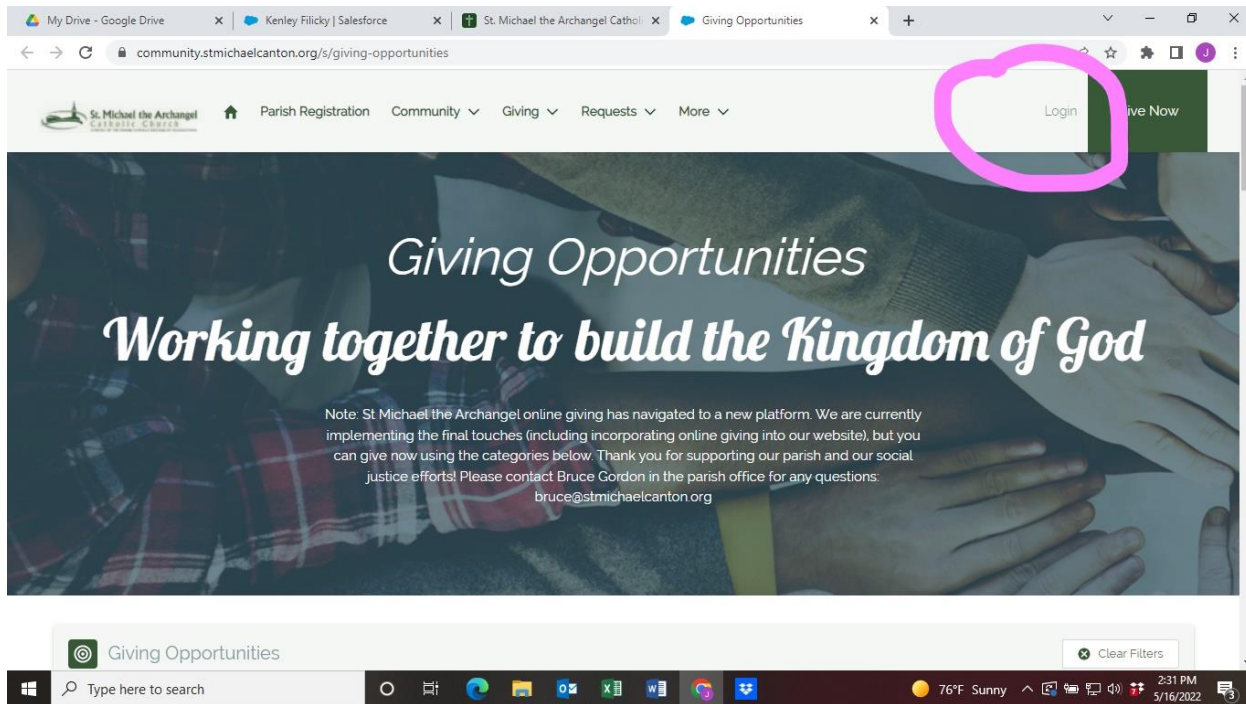 My Drive - Google Drive
Kenley Filicky | Salesforce
St. Michael the Archangel Catholi
Giving Opportunities
community.stmichaelcanton.org/s/giving-opportunities
J
St. Michael the Archangel
Catholic Church
Parish Registration
Community
Giving
Requests
More
Login
ive Now
Giving Opportunities
Working together to build the Kingdom of God
Note: St Michael the Archangel online giving has navigated to a new platform. We are currently
implementing the final touches (including incorporating online giving into our website), but you
can give now using the categories below. Thank you for supporting our parish and our social
justice efforts! Please contact Bruce Gordon in the parish office for any questions:
bruce@stmichaelcanton.org
Giving Opportunities
Clear Filters
Type here to search
76°F Sunny
2:31 PM
5/16/2022
3